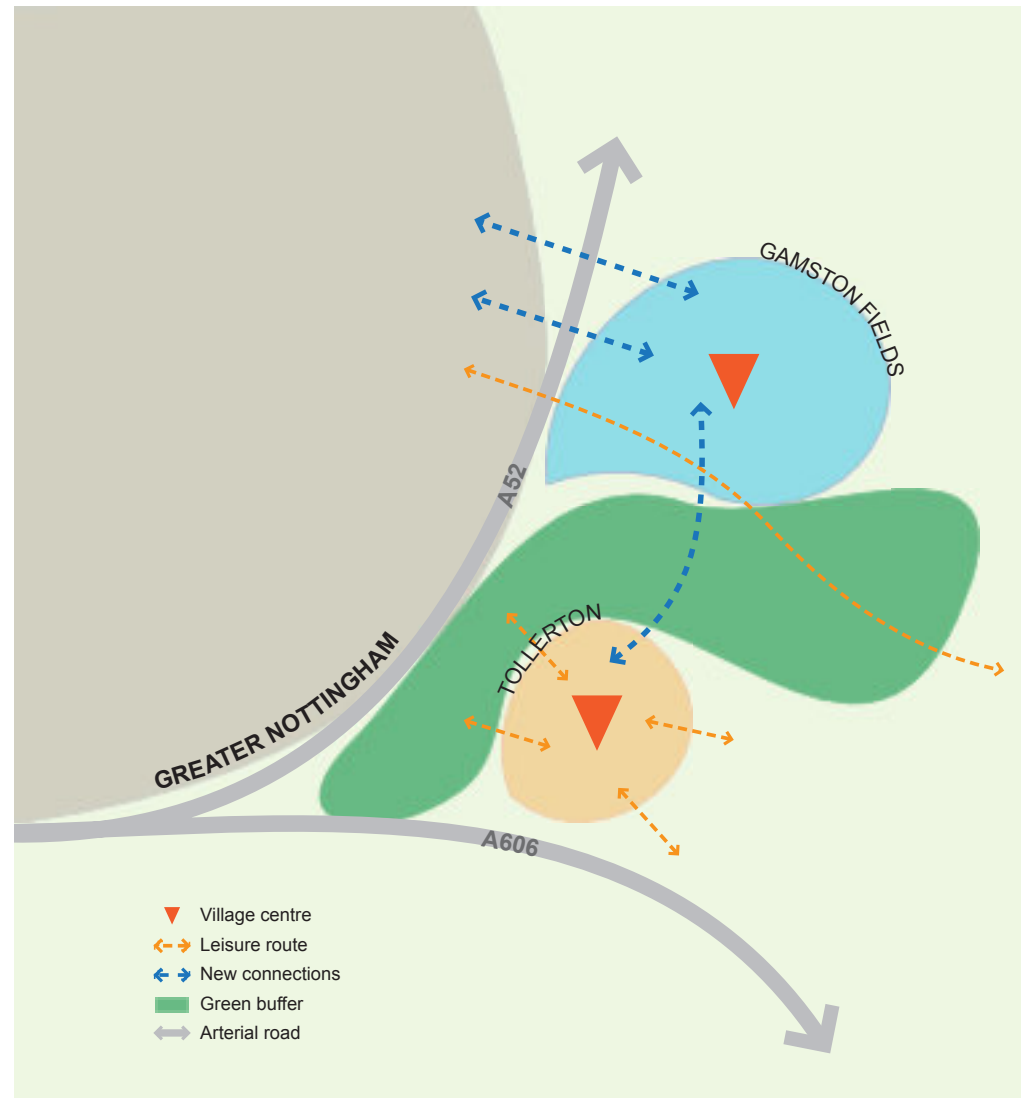 GAMSTON FIELDS
A52
TOLLERTON
GREATER NOTTINGHAM
A606
Village centre
Leisure route
New connections
Green buffer
Arterial road